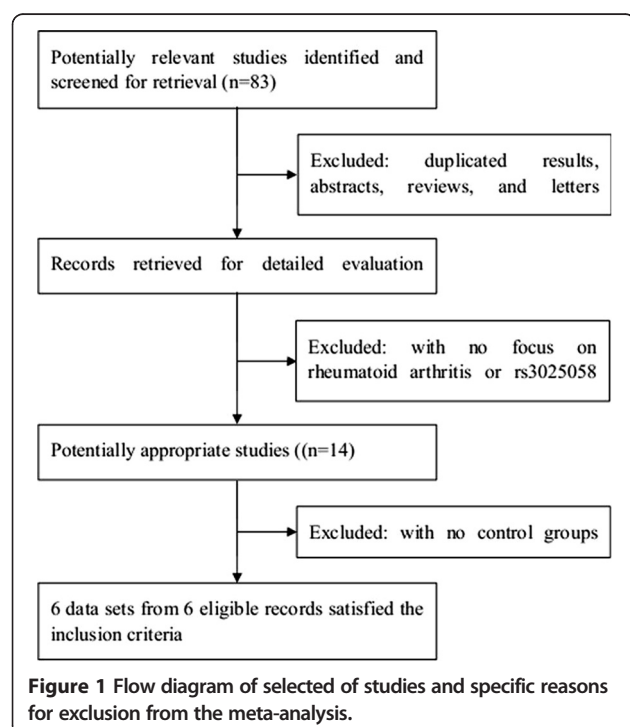 Potentially relevant studies identified and
screened for retrieval (n=83)
Excluded: duplicated results,
abstracts, reviews, and letters
Records retrieved for detailed evaluation
Excluded: with no focus on
rheumatoid arthritis or rs3025058
Potentially appropriate studies ((n=14)
Excluded: with no control groups
6 data sets from 6 eligible records satisfied the
inclusion criteria
Figure 1 Flow diagram of selected of studies and specific reasons
for exclusion from the meta-analysis.